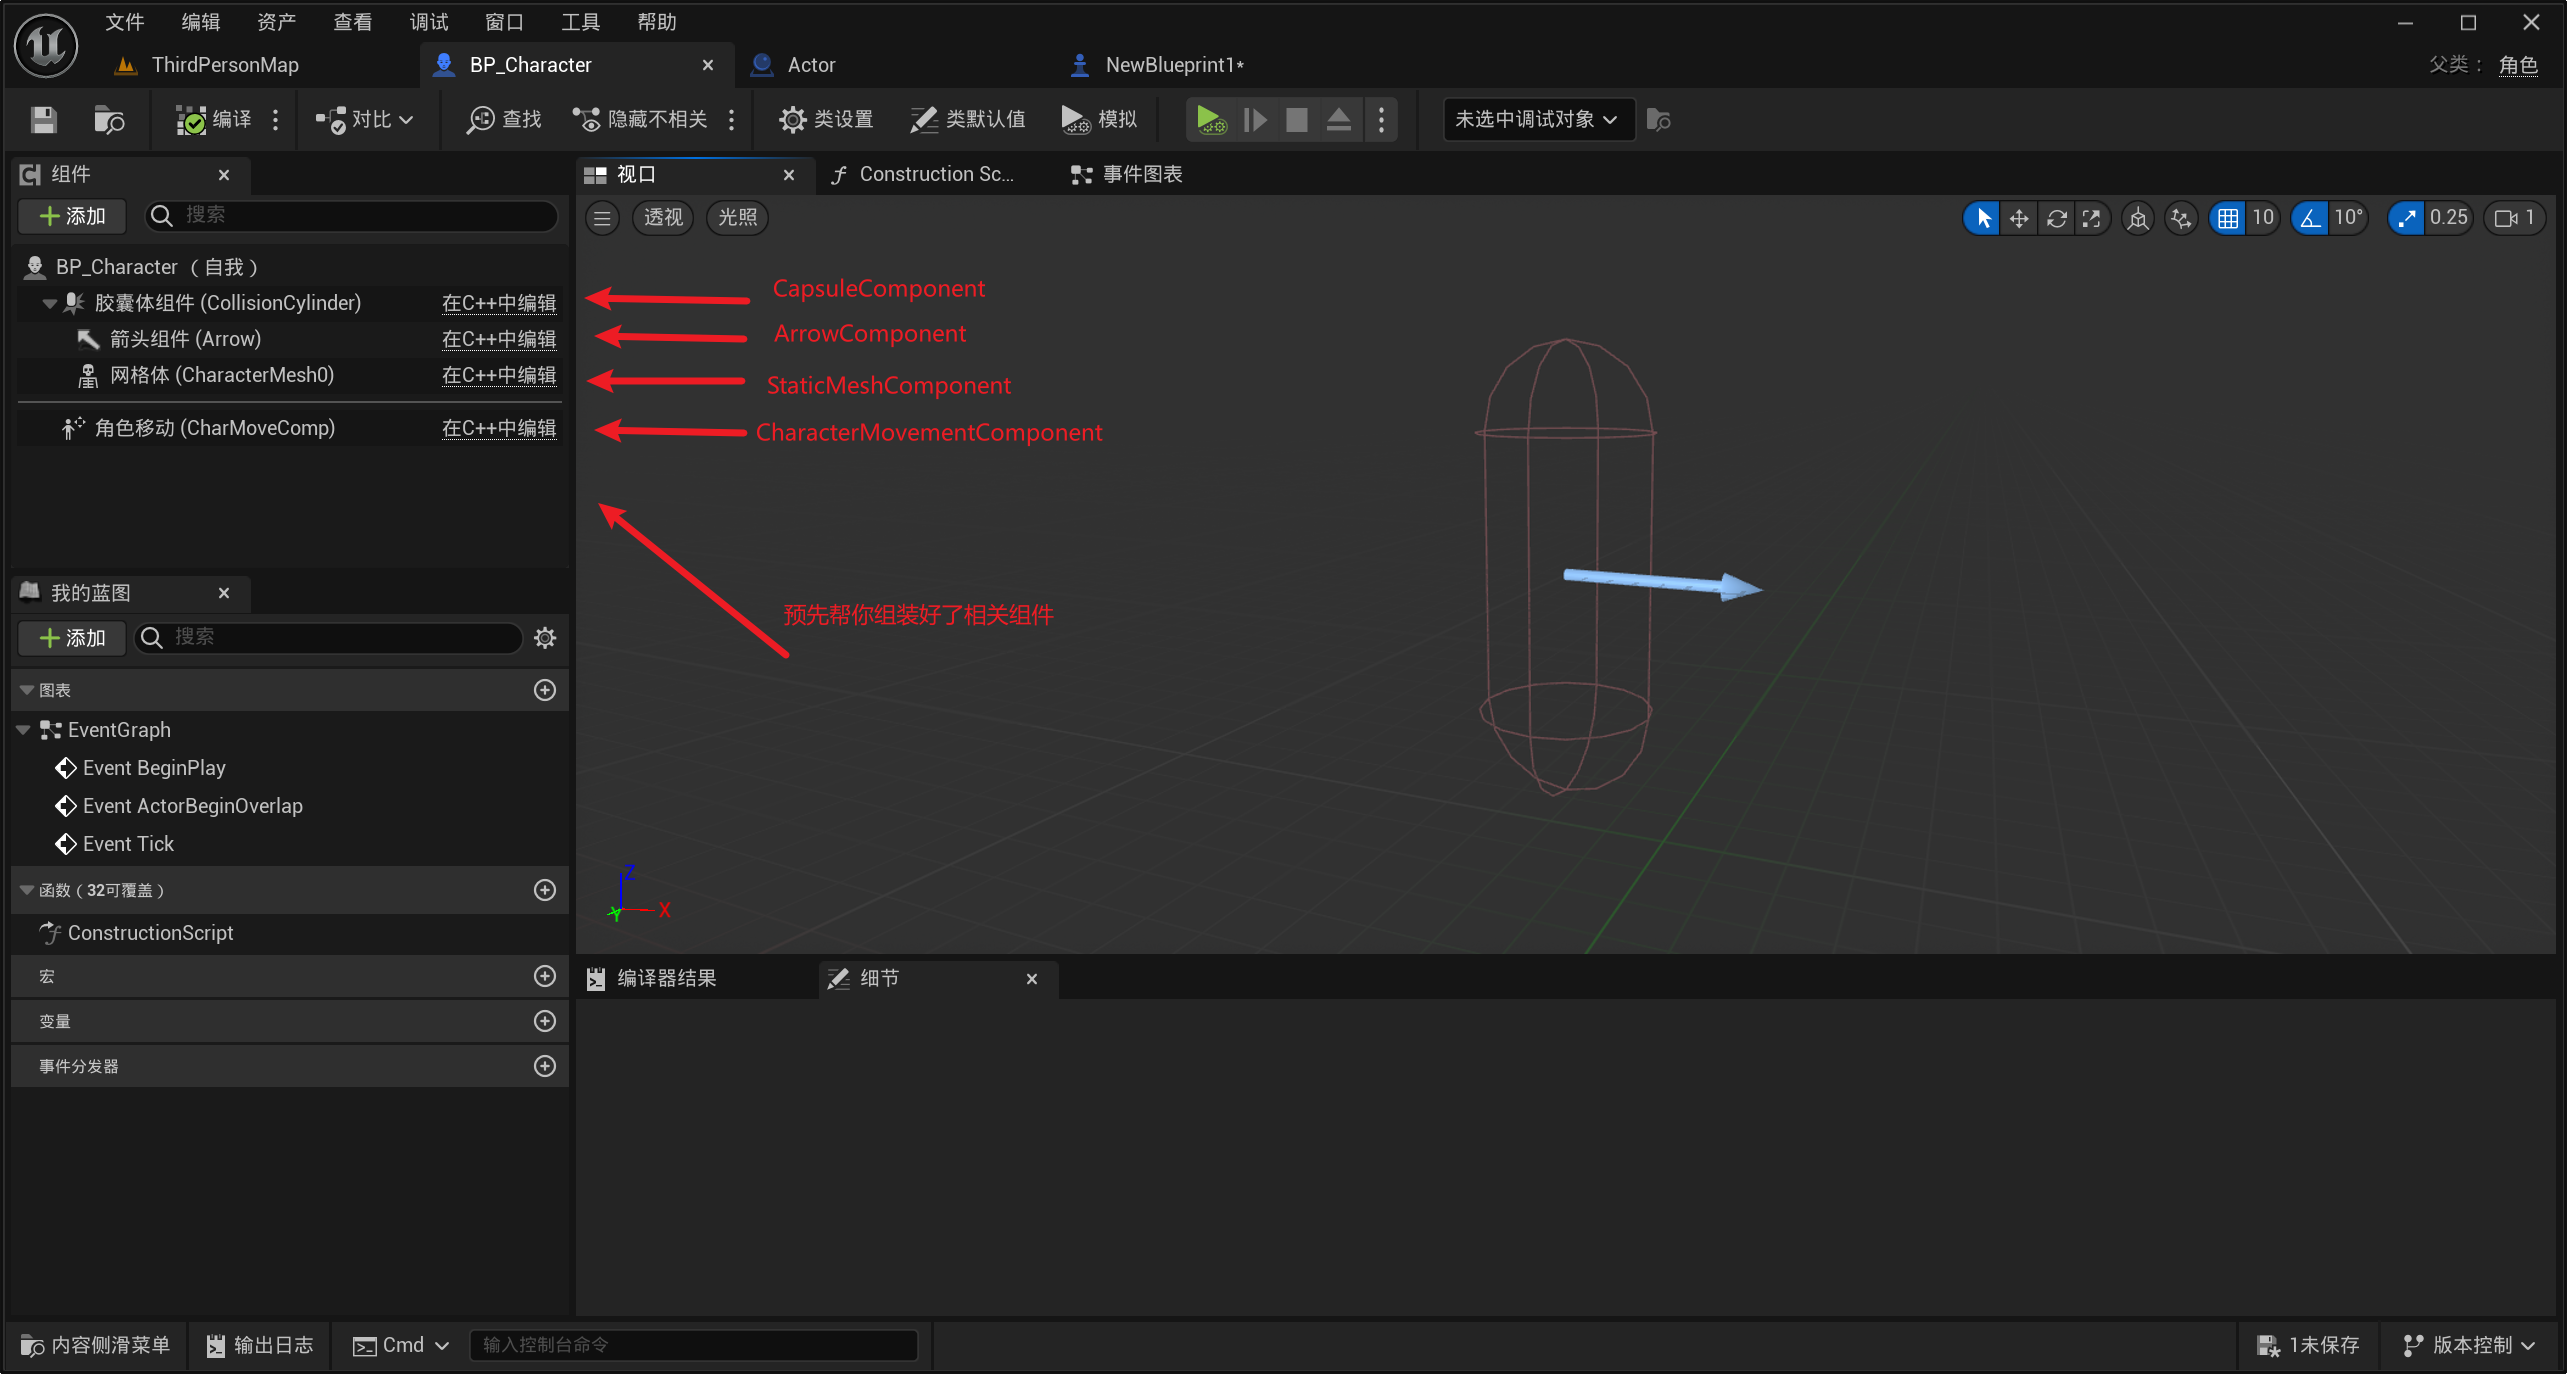 文件 编辑 资产 查看 调试 窗口 工具 帮助
ThirdPersonMap BP_Character Actor NewBlueprint1* 父类： 角色
编译 对比 查找 隐藏不相关 类设置 类默认值 模拟 未选中调试对象
组件 视口 Construction Sc... 事件图表
添加 搜索 透视 光照 10 10° 0.25 1
BP_Character （自我）
胶囊体组件 (CollisionCylinder) 在C++中编辑 CapsuleComponent
箭头组件 (Arrow) 在C++中编辑 ArrowComponent
网格体 (CharacterMesh0) 在C++中编辑 StaticMeshComponent
角色移动 (CharMoveComp) 在C++中编辑 CharacterMovementComponent
预先帮你组装好了相关组件
我的蓝图
添加 搜索
图表
EventGraph
Event BeginPlay
Event ActorBeginOverlap
Event Tick
函数（32可覆盖）
ConstructionScript
宏
变量
事件分发器
Z
Y X
编译器结果 细节
内容侧滑菜单 输出日志 Cmd 输入控制台命令 1未保存 版本控制